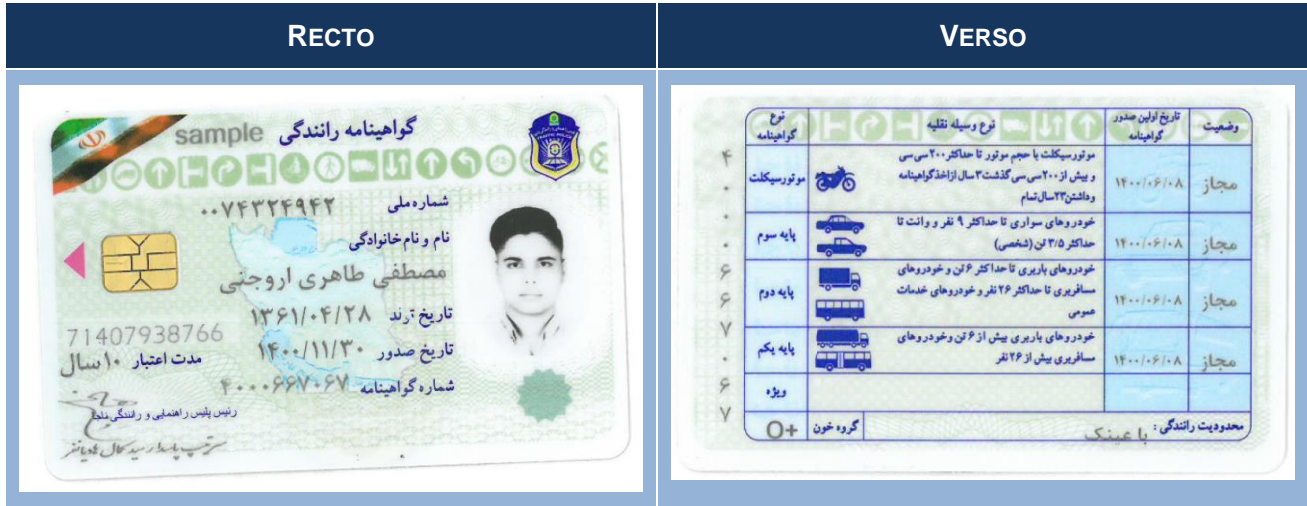 RECTO
VERSO
گواهینامه رانندگی sample
TRAFFIC POLICE
شماره ملی ۰۰۷۴۳۲۴۹۴۲
نام و نام خانوادگی
مصطفی طاهری اروجنی
تاریخ تولد ۱۳۶۱/۰۴/۲۸
71407938766
تاریخ صدور ۱۴۰۰/۱۱/۳۰
مدت اعتبار ۱۰ سال
شماره گواهینامه ۴۰۰۰۶۶۷۰۶۷
رئیس پلیس راهنمایی و رانندگی ناجا
نوع گواهینامه
نوع وسیله نقلیه
تاریخ اولین صدور گواهینامه
وضعیت
موتورسیکلت
موتورسیکلت با حجم موتور تا حداکثر ۲۰۰ سی سی
و بیش از ۲۰۰ سی سی گذشت ۳ سال از اخذ گواهینامه
و داشتن ۲۳ سال تمام
۱۴۰۰/۰۶/۰۸
مجاز
پایه سوم
خودروهای سواری تا حداکثر ۹ نفر و وانت تا
حداکثر ۳/۵ تن (شخصی)
۱۴۰۰/۰۶/۰۸
مجاز
پایه دوم
خودروهای باربری تا حداکثر ۶ تن و خودروهای
مسافربری تا حداکثر ۲۶ نفر و خودروهای خدمات
عمومی
۱۴۰۰/۰۶/۰۸
مجاز
پایه یکم
خودروهای باربری بیش از ۶ تن و خودروهای
مسافربری بیش از ۲۶ نفر
۱۴۰۰/۰۶/۰۸
مجاز
ویژه
گروه خون O+
محدودیت رانندگی : با عینک
۴۰۰۰۶۶۷۰۶۷